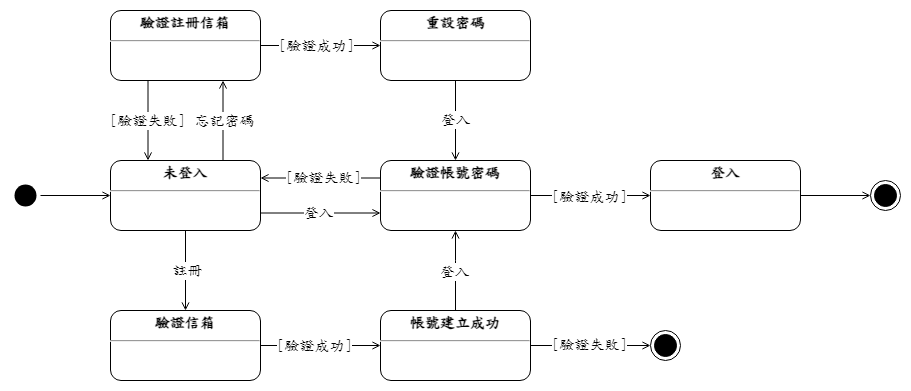 驗證註冊信箱
重設密碼
[驗證成功]
[驗證失敗]
忘記密碼
登入
未登入
驗證帳號密碼
登入
[驗證失敗]
[驗證成功]
登入
註冊
登入
驗證信箱
帳號建立成功
[驗證成功]
[驗證失敗]